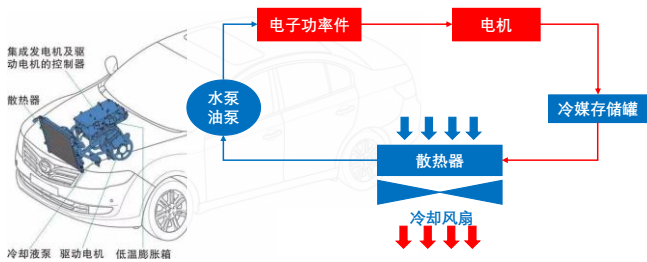 集成发电机及驱
动电机的控制器
散热器
冷却液泵
驱动电机
低温膨胀箱
电子功率件
电机
水泵
油泵
冷媒存储罐
散热器
冷却风扇